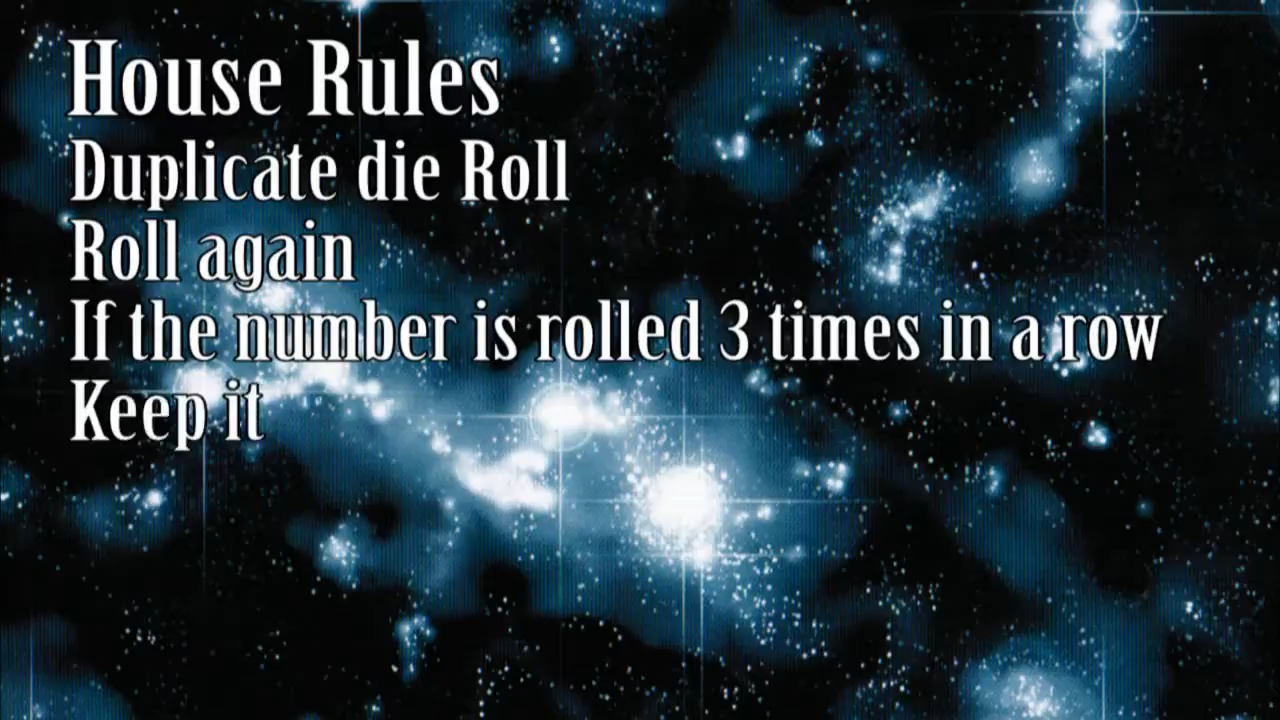 House Rules
Duplicate die Roll
Roll again
If the number is rolled 3 times in a row
Keep it